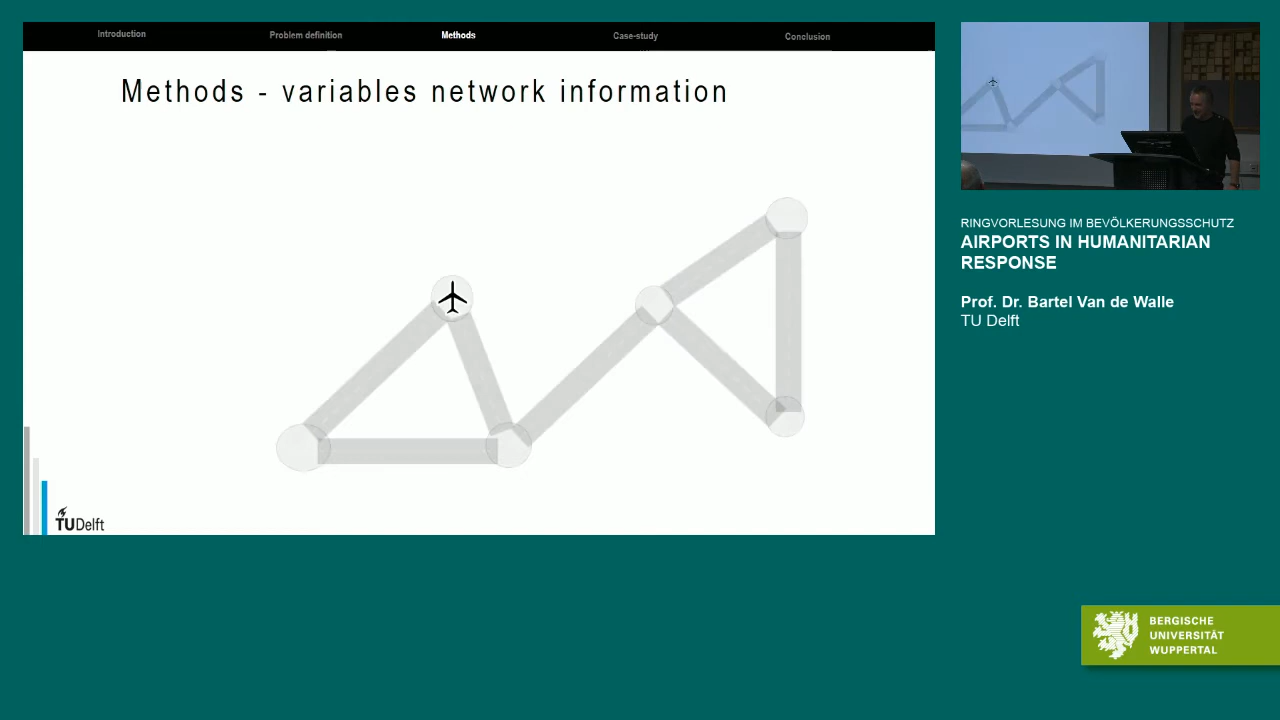 Introduction
Problem definition
Methods
Case-study
Conclusion
Methods - variables network information
TUDelft
RINGVORLESUNG IM BEVÖLKERUNGSSCHUTZ
AIRPORTS IN HUMANITARIAN
RESPONSE
Prof. Dr. Bartel Van de Walle
TU Delft
BERGISCHE
UNIVERSITÄT
WUPPERTAL